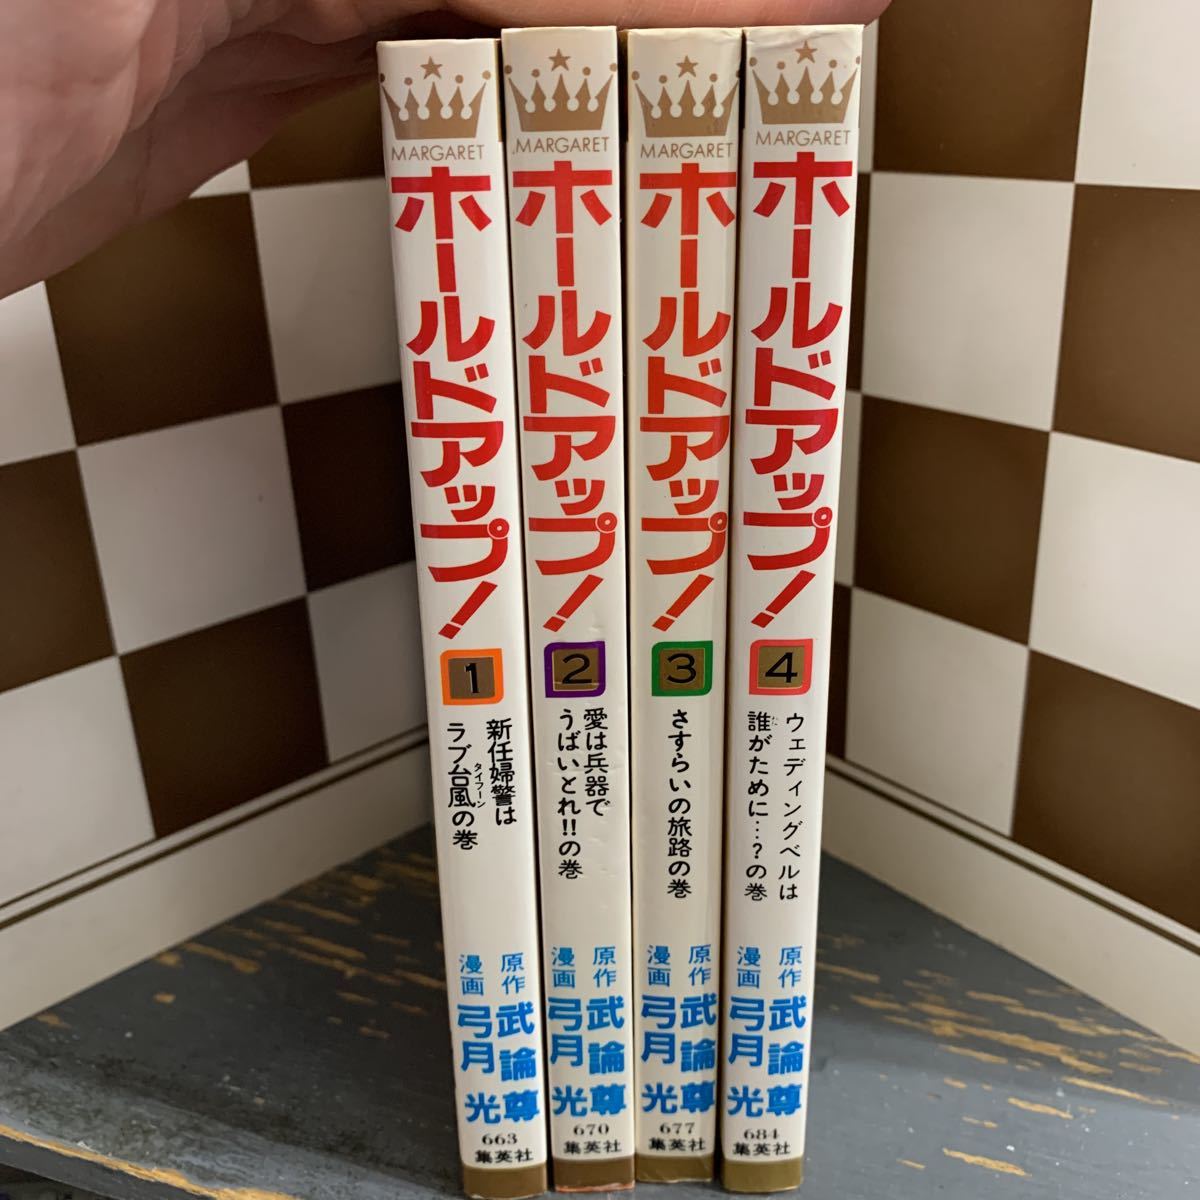 MARGARET
ホールドアップ!
1
新任婦警は
ラブ台風の巻
タイフーン
原作
武論尊
漫画
弓月光
663
集英社
.MARGARET
ホールドアップ!
2
愛は兵器で
うばいとれ!!の巻
原作
武論尊
漫画
弓月光
670
集英社
MARGARET
ホールドアップ!
3
さすらいの旅路の巻
原作
武論尊
漫画
弓月光
677
集英社
MARGARET
ホールドアップ!
4
ウェディングベルは
誰がために…?の巻
た
原作
武論尊
漫画
弓月光
684
集英社